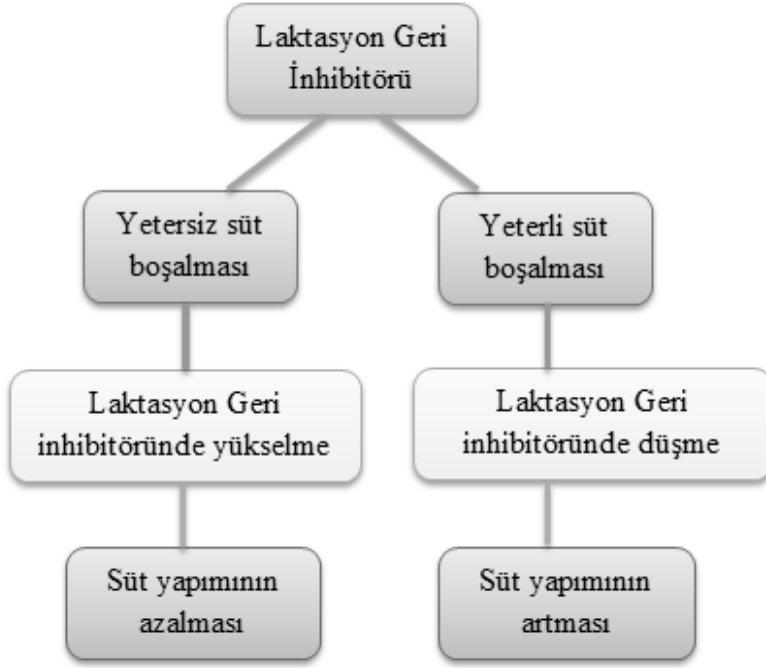 Laktasyon Geri
İnhibitörü
Yetersiz süt
boşalması
Yeterli süt
boşalması
Laktasyon Geri
inhibitöründe yükselme
Laktasyon Geri
inhibitöründe düşme
Süt yapımının
azalması
Süt yapımının
artması